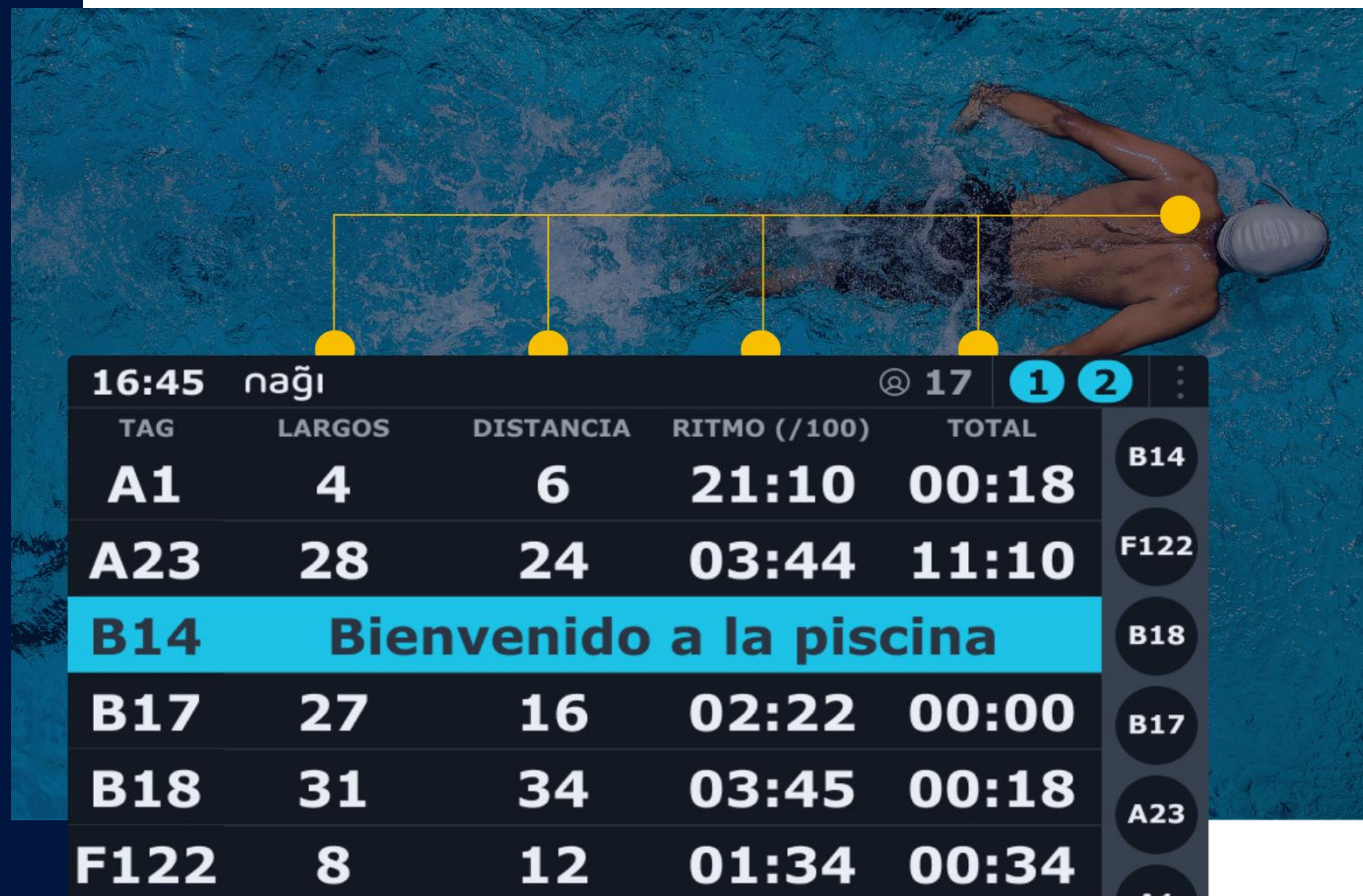 16:45 nag̃ı 17 1 2
TAG LARGOS DISTANCIA RITMO (/100) TOTAL
A1 4 6 21:10 00:18
A23 28 24 03:44 11:10
B14 Bienvenido a la piscina
B17 27 16 02:22 00:00
B18 31 34 03:45 00:18
F122 8 12 01:34 00:34
B14
F122
B18
B17
A23